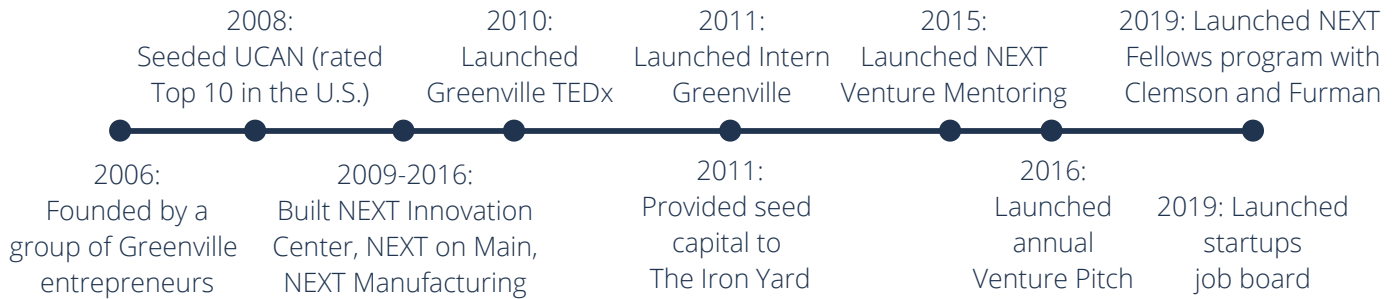 2008:
Seeded UCAN (rated
Top 10 in the U.S.)
2010:
Launched
Greenville TEDx
2011:
Launched Intern
Greenville
2015:
Launched NEXT
Venture Mentoring
2019: Launched NEXT
Fellows program with
Clemson and Furman
2006:
Founded by a
group of Greenville
entrepreneurs
2009-2016:
Built NEXT Innovation
Center, NEXT on Main,
NEXT Manufacturing
2011:
Provided seed
capital to
The Iron Yard
2016:
Launched
annual
Venture Pitch
2019: Launched
startups
job board